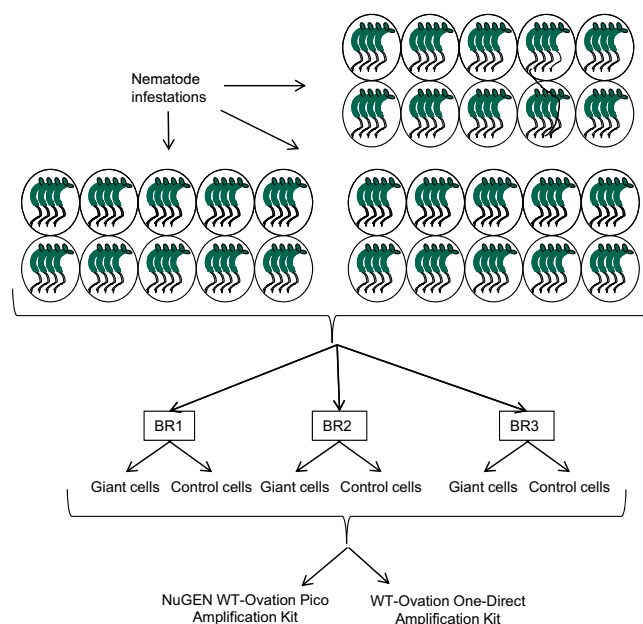 Nematode
infestations
BR1
BR2
BR3
Giant cells
Control cells
Giant cells
Control cells
Giant cells
Control cells
NuGEN WT-Ovation Pico
Amplification Kit
WT-Ovation One-Direct
Amplification Kit